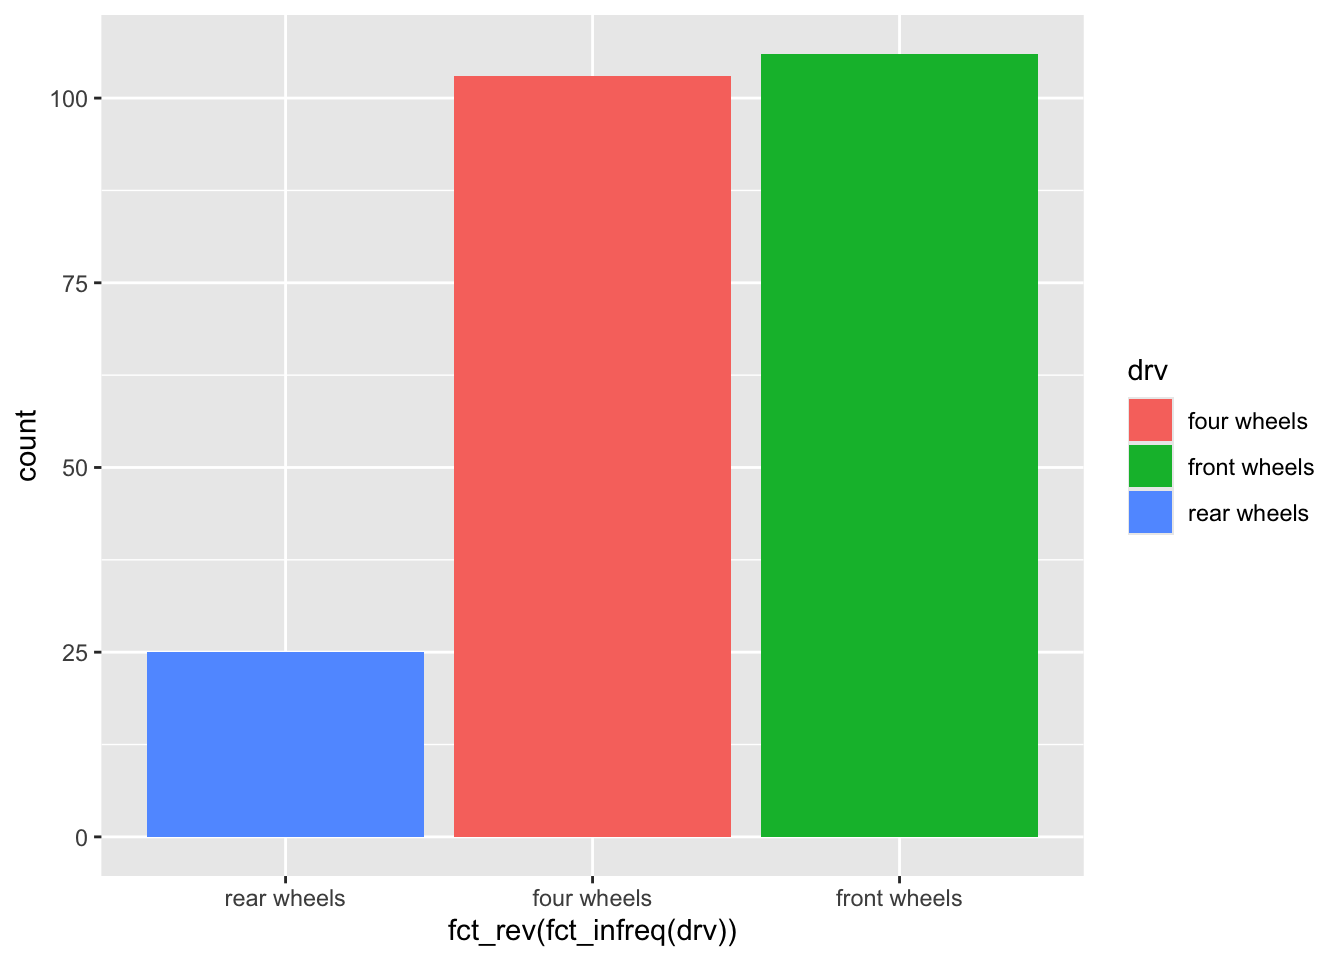 100
75
50
25
0
count
rear wheels
four wheels
front wheels
fct_rev(fct_infreq(drv))
drv
four wheels
front wheels
rear wheels